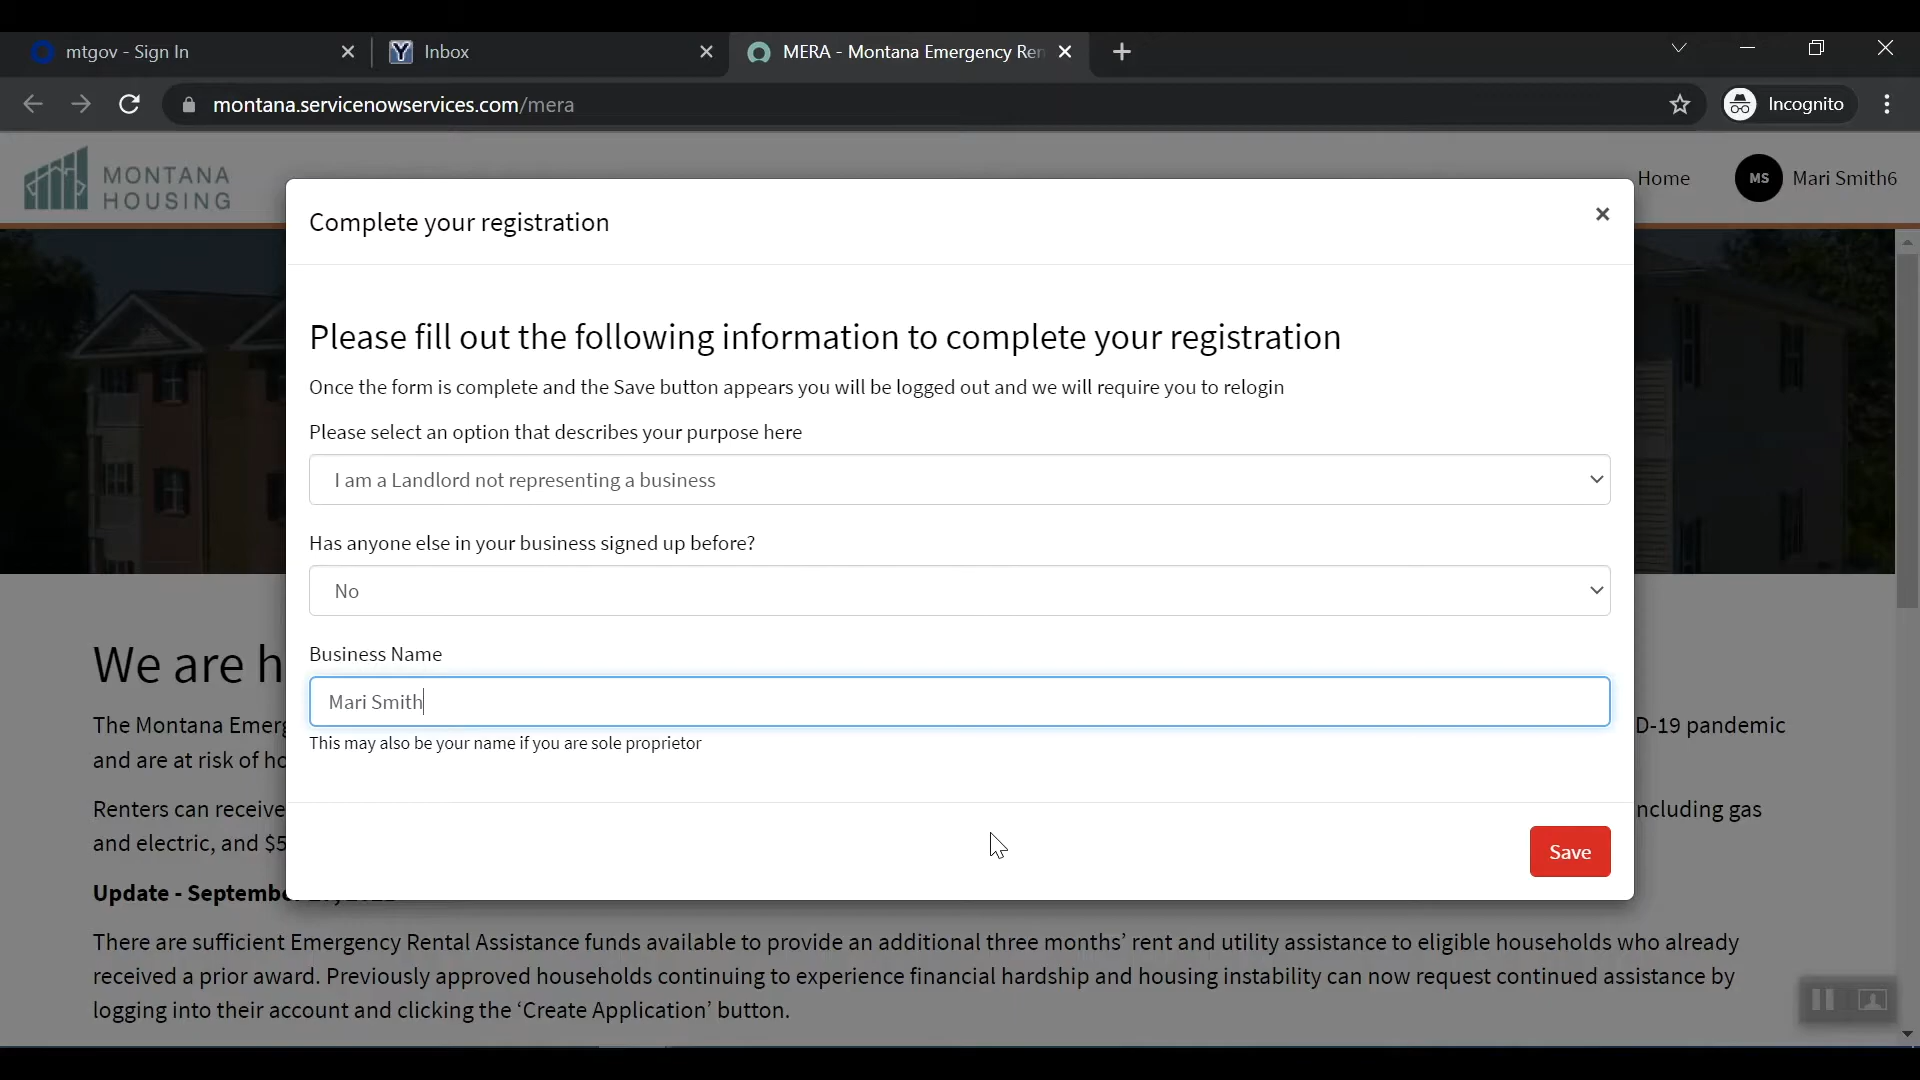 mtgov - Sign In
Inbox
MERA - Montana Emergency Ren
montana.servicenowservices.com/mera
Incognito
MONTANA
HOUSING
Home
MS
Mari Smith6
Complete your registration
Please fill out the following information to complete your registration
Once the form is complete and the Save button appears you will be logged out and we will require you to relogin
Please select an option that describes your purpose here
I am a Landlord not representing a business
Has anyone else in your business signed up before?
No
Business Name
Mari Smith
This may also be your name if you are sole proprietor
Save
We are h
The Montana Emerg
D-19 pandemic
and are at risk of ho
Renters can receive
ncluding gas
and electric, and $5
Update - Septembe
There are sufficient Emergency Rental Assistance funds available to provide an additional three months’ rent and utility assistance to eligible households who already
received a prior award. Previously approved households continuing to experience financial hardship and housing instability can now request continued assistance by
logging into their account and clicking the ‘Create Application’ button.